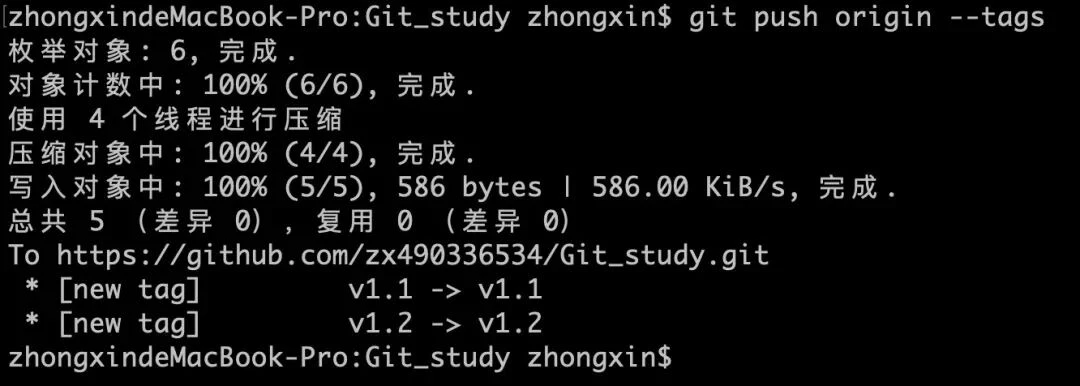 zhongxindeMacBook-Pro:Git_study zhongxin$ git push origin --tags
枚举对象: 6, 完成.
对象计数中: 100% (6/6), 完成.
使用 4 个线程进行压缩
压缩对象中: 100% (4/4), 完成.
写入对象中: 100% (5/5), 586 bytes | 586.00 KiB/s, 完成.
总共 5 （差异 0）, 复用 0 （差异 0）
To https://github.com/zx490336534/Git_study.git
 * [new tag]         v1.1 -> v1.1
 * [new tag]         v1.2 -> v1.2
zhongxindeMacBook-Pro:Git_study zhongxin$